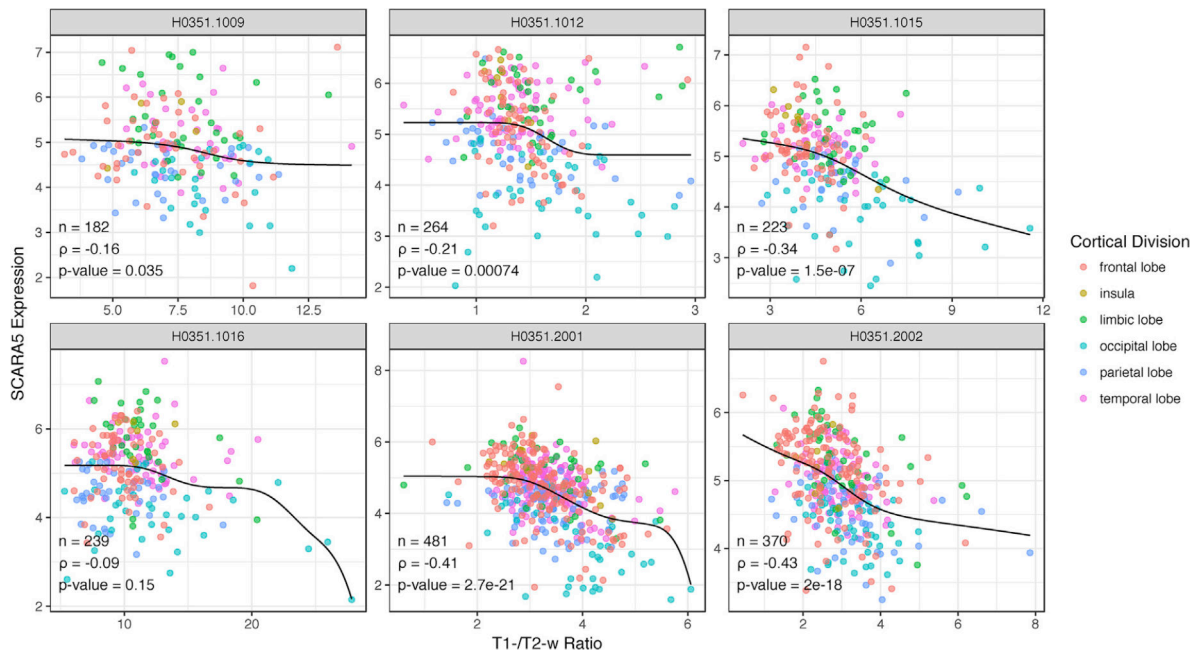 H0351.1009
H0351.1012
H0351.1015
7
6
5
4
3
2
n = 182
ρ = -0.16
p-value = 0.035
5.0
7.5
10.0
12.5
7
6
5
4
3
2
n = 264
ρ = -0.21
p-value = 0.00074
1
2
3
7
6
5
4
3
n = 223
ρ = -0.34
p-value = 1.5e-07
3
6
9
12
SCARA5 Expression
H0351.1016
H0351.2001
H0351.2002
6
4
2
n = 239
ρ = -0.09
p-value = 0.15
10
20
8
6
4
2
n = 481
ρ = -0.41
p-value = 2.7e-21
2
4
6
6
5
4
n = 370
ρ = -0.43
p-value = 2e-18
2
4
6
8
T1-/T2-w Ratio
Cortical Division
frontal lobe
insula
limbic lobe
occipital lobe
parietal lobe
temporal lobe